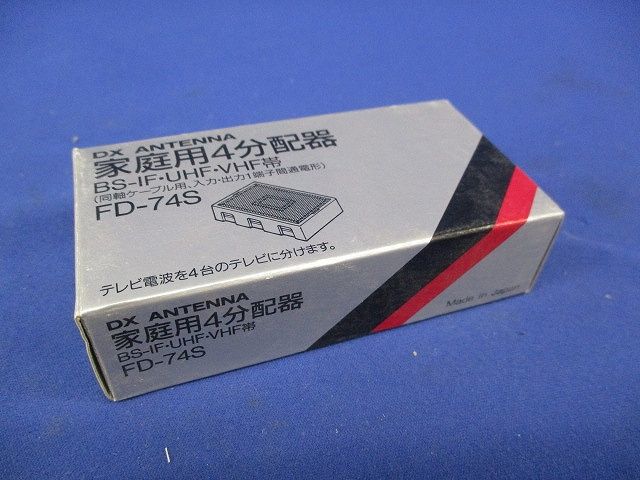 DX ANTENNA
家庭用4分配器
BS-IF・UHF・VHF帯
(同軸ケーブル用、入力・出力1端子間通電形)
FD-74S
テレビ電波を4台のテレビに分けます。
DX ANTENNA
家庭用4分配器
BS-IF・UHF・VHF帯
FD-74S
Made in Japan